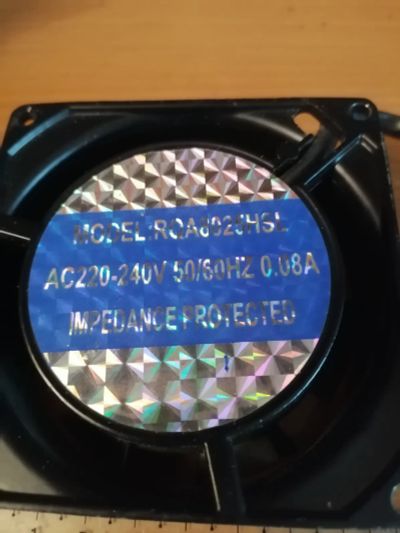 MODEL:RQA8025HSL
AC220-240V 50/60HZ 0.08A
IMPEDANCE PROTECTED